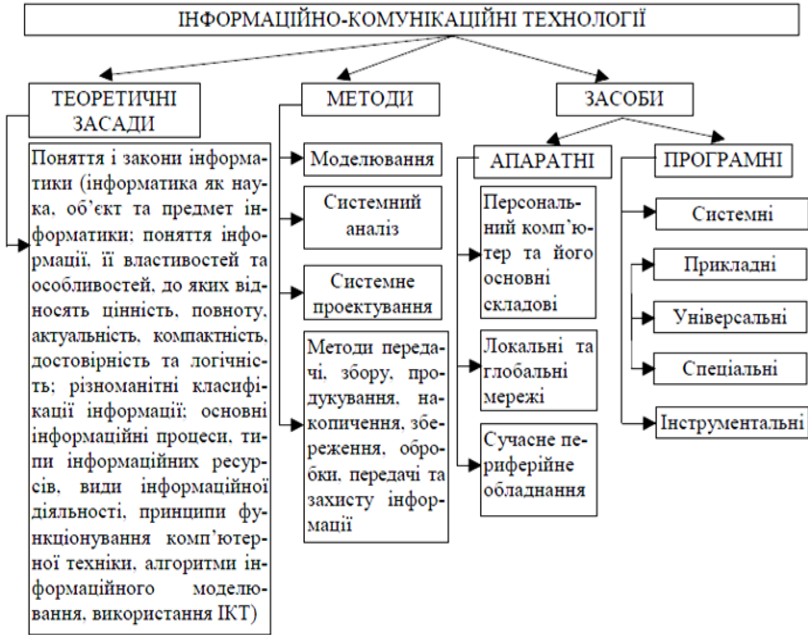 ІНФОРМАЦІЙНО-КОМУНІКАЦІЙНІ ТЕХНОЛОГІЇ
ТЕОРЕТИЧНІ
ЗАСАДИ
Поняття і закони інформа-
тики (інформатика як нау-
ка, об’єкт та предмет ін-
форматики; поняття інфо-
рмації, її властивостей та
особливостей, до яких від-
носять цінність, повноту,
актуальність, компактність,
достовірність та логічніс-
ть; різноманітні класифі-
кації інформації; основні
інформаційні процеси, ти-
пи інформаційних ресур-
сів, види інформаційної
діяльності, принципи фу-
нкціонування комп’ютер-
ної техніки, алгоритми ін-
формаційного моделю-
вання, використання ІКТ)
МЕТОДИ
Моделювання
Системний
аналіз
Системне
проектування
Методи переда-
чі, збору, про-
дукування, на-
копичення, збе-
реження, обро-
бки, передачі та
захисту інфор-
мації
ЗАСОБИ
АПАРАТНІ
Персональ-
ний комп’ю-
тер та його
основні
складові
Локальні та
глобальні
мережі
Сучасне пе-
риферійне
обладнання
ПРОГРАМНІ
Системні
Прикладні
Універсальні
Спеціальні
Інструментальні